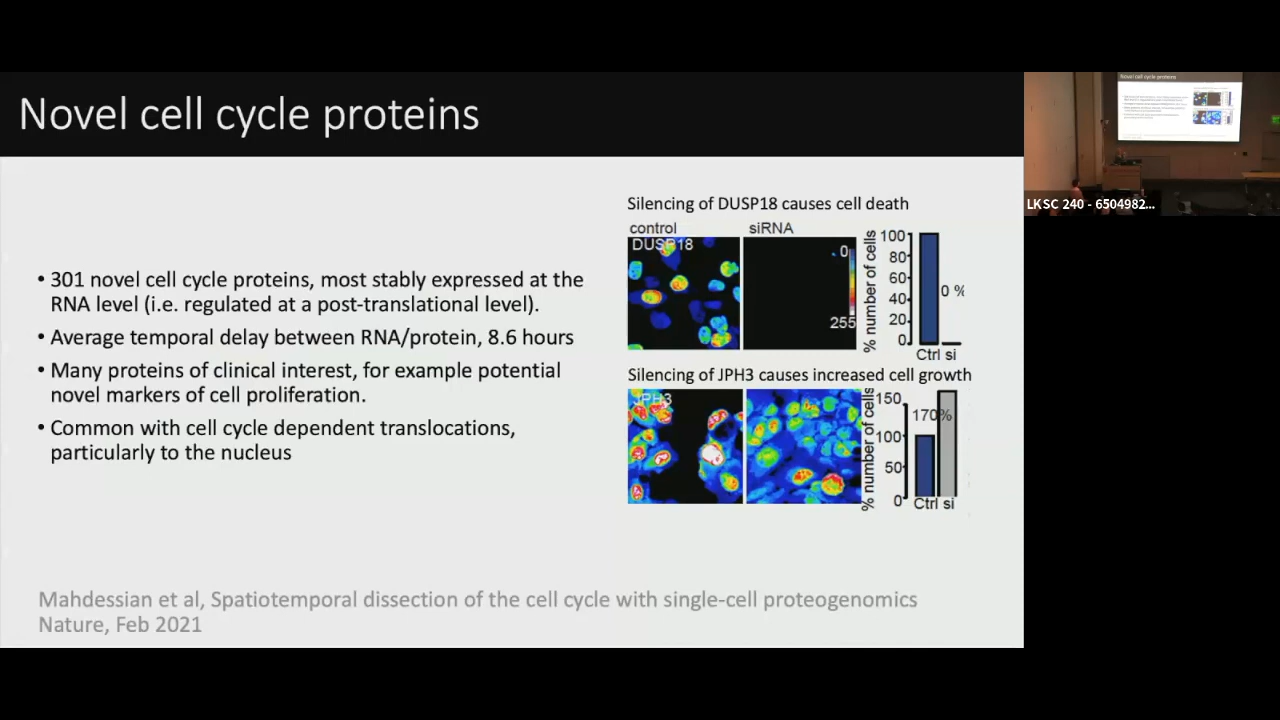 Novel cell cycle proteins
• 301 novel cell cycle proteins, most stably expressed at the
RNA level (i.e. regulated at a post-translational level).
• Average temporal delay between RNA/protein, 8.6 hours
• Many proteins of clinical interest, for example potential
novel markers of cell proliferation.
• Common with cell cycle dependent translocations,
particularly to the nucleus
Silencing of DUSP18 causes cell death
control siRNA
DUSP18
0
255
% number of cells
100
80
60
40
20
0
0 %
Ctrl si
Silencing of JPH3 causes increased cell growth
JPH3
% number of cells
150
100
50
0
170%
Ctrl si
Mahdessian et al, Spatiotemporal dissection of the cell cycle with single-cell proteogenomics
Nature, Feb 2021
Novel cell cycle proteins
LKSC 240 - 6504982...